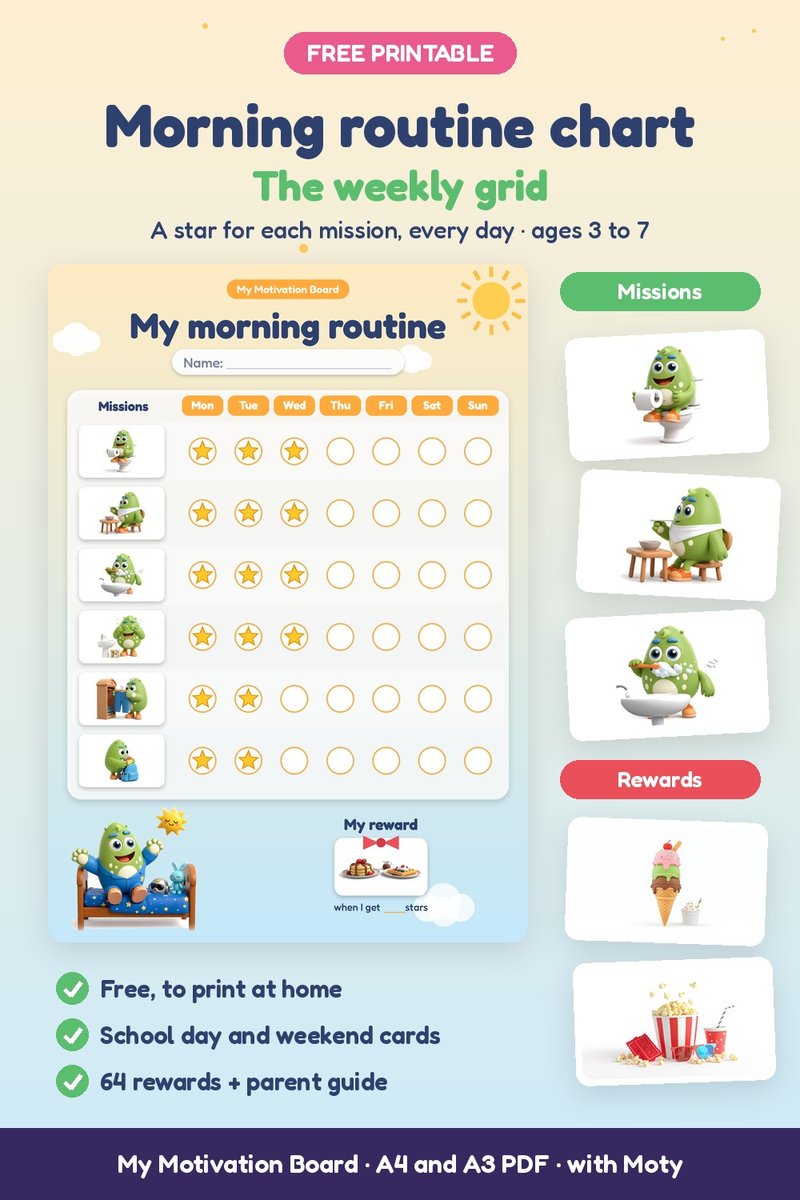 FREE PRINTABLE
Morning routine chart
The weekly grid
A star for each mission, every day · ages 3 to 7
My Motivation Board
My morning routine
Name:
Missions Mon Tue Wed Thu Fri Sat Sun
My reward
when I get ____stars
Missions
Rewards
Free, to print at home
School day and weekend cards
64 rewards + parent guide
My Motivation Board · A4 and A3 PDF · with Moty